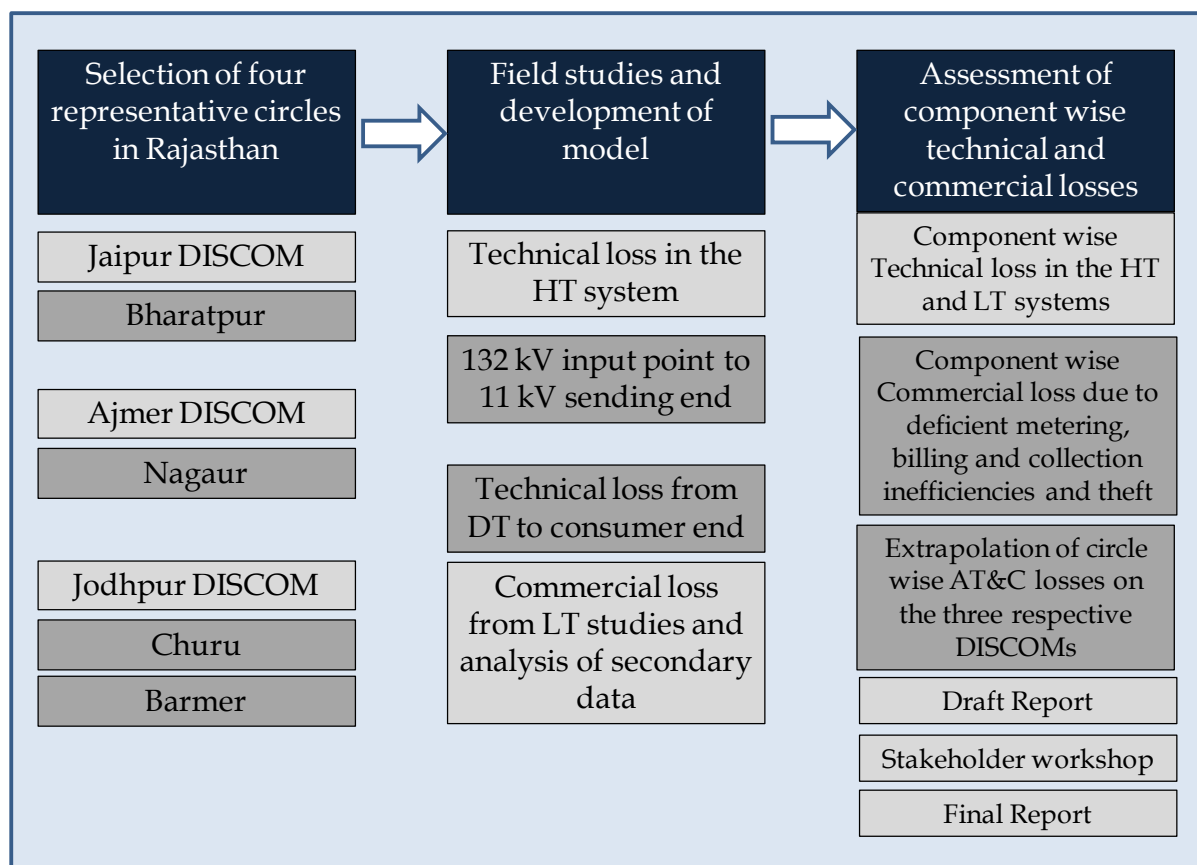 Selection of four
representative circles
in Rajasthan
Jaipur DISCOM
Bharatpur
Ajmer DISCOM
Nagaur
Jodhpur DISCOM
Churu
Barmer
Field studies and
development of
model
Technical loss in the
HT system
132 kV input point to
11 kV sending end
Technical loss from
DT to consumer end
Commercial loss
from LT studies and
analysis of secondary
data
Assessment of
component wise
technical and
commercial losses
Component wise
Technical loss in the HT
and LT systems
Component wise
Commercial loss due to
deficient metering,
billing and collection
inefficiencies and theft
Extrapolation of circle
wise AT&C losses on
the three respective
DISCOMs
Draft Report
Stakeholder workshop
Final Report